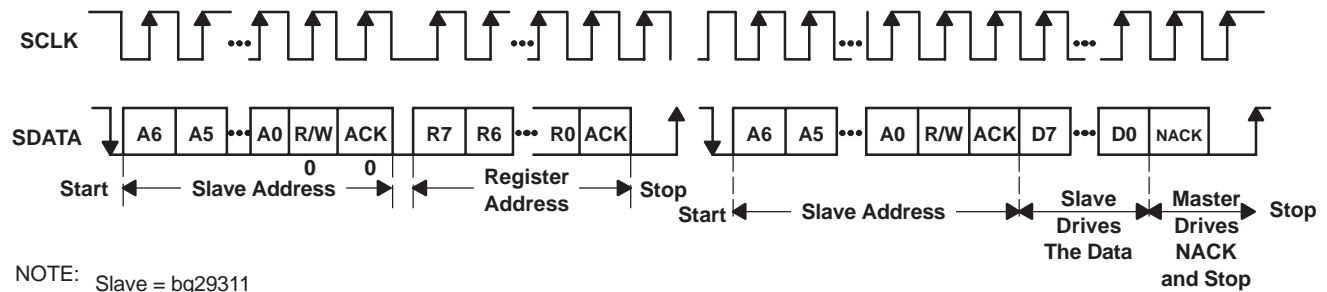 SCLK
SDATA
A6 A5 ••• A0 R/W ACK R7 R6 ••• R0 ACK A6 A5 ••• A0 R/W ACK D7 ••• D0 NACK
0 0
Start Slave Address Register Address Stop
Start Slave Address Slave Drives The Data Master Drives NACK and Stop Stop
NOTE: Slave = bq29311